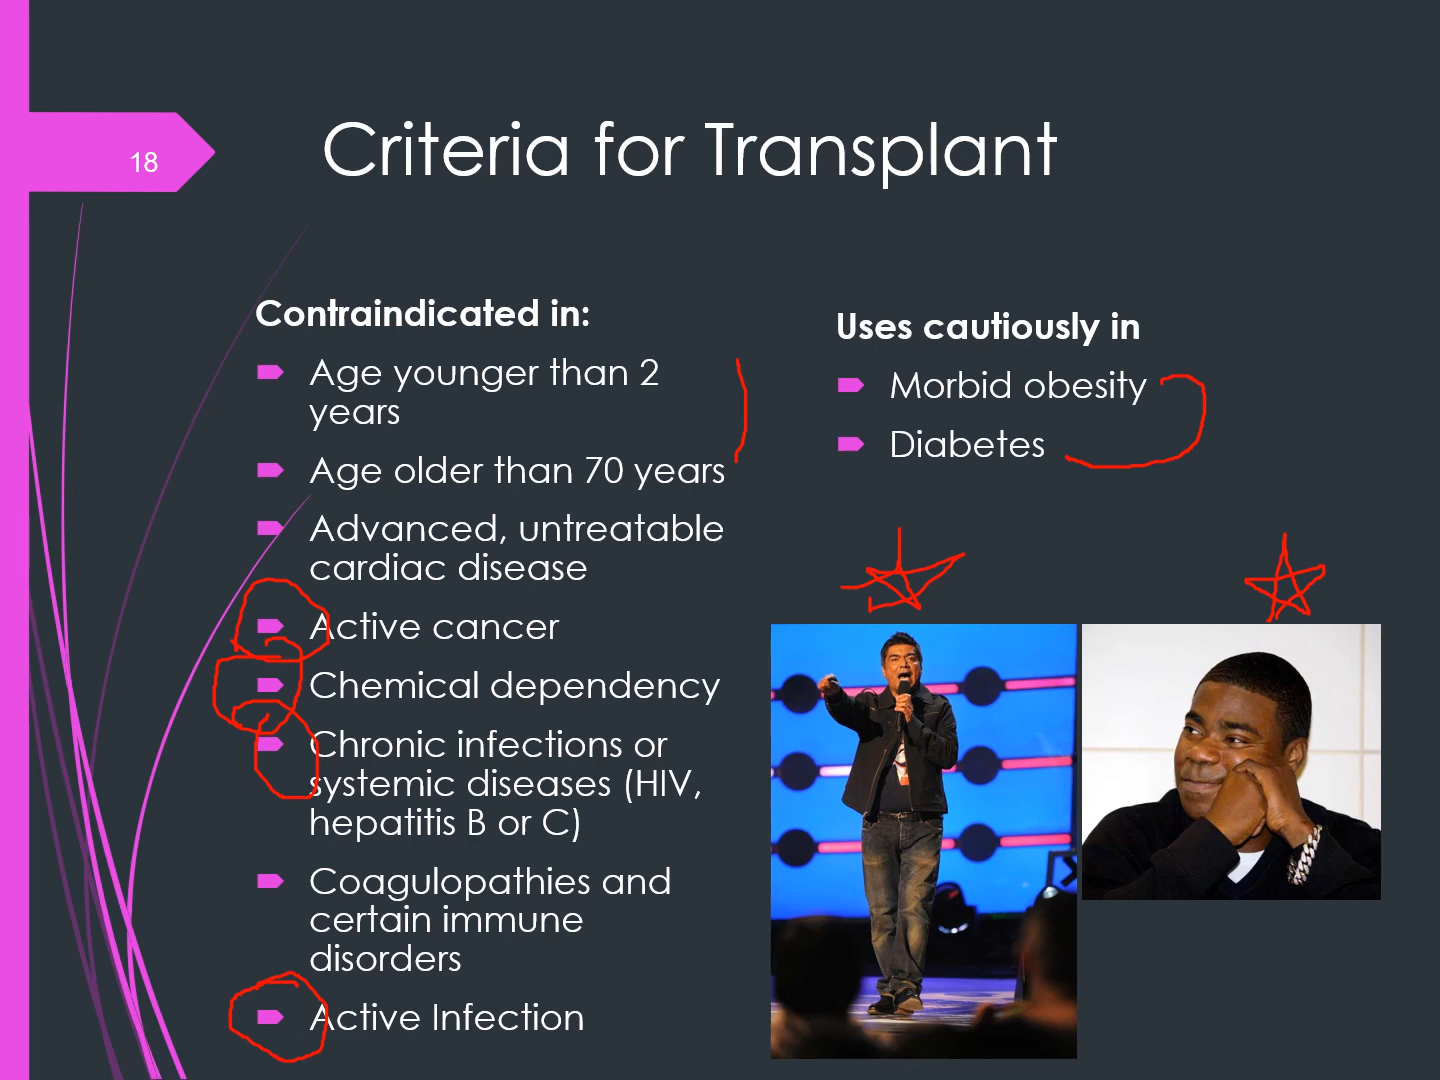 18
Criteria for Transplant
Contraindicated in:
Age younger than 2
years
Age older than 70 years
Advanced, untreatable
cardiac disease
Active cancer
Chemical dependency
Chronic infections or
systemic diseases (HIV,
hepatitis B or C)
Coagulopathies and
certain immune
disorders
Active Infection
Uses cautiously in
Morbid obesity
Diabetes